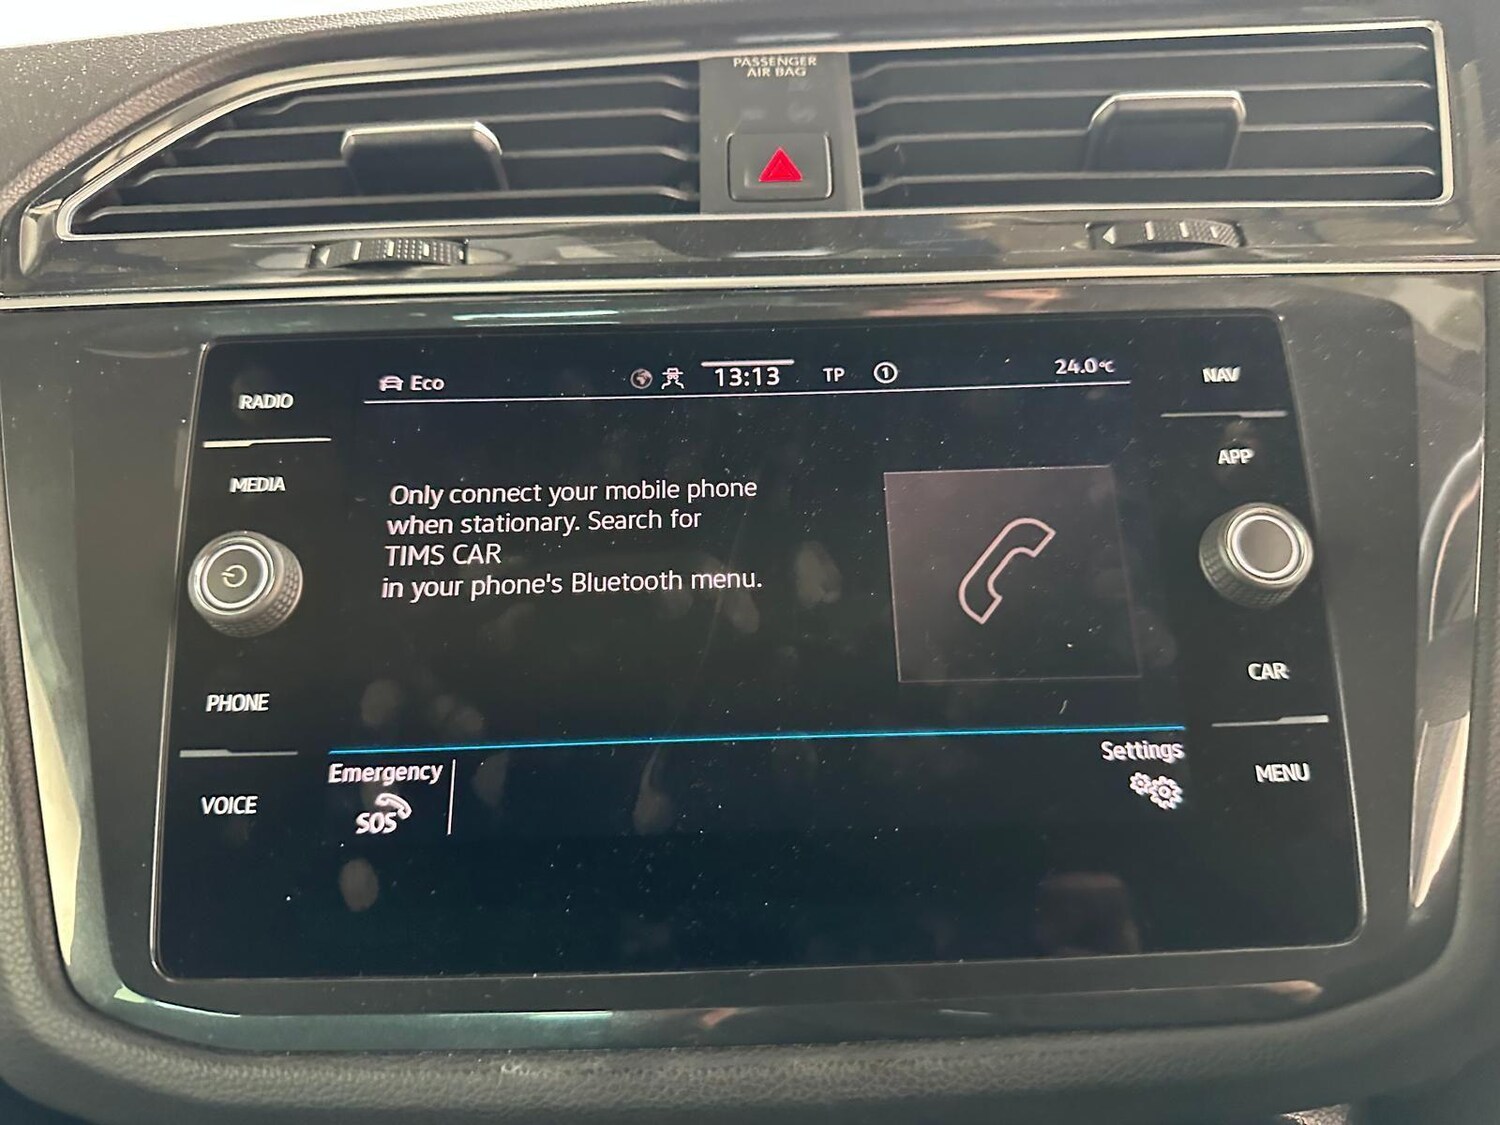 PASSENGER
AIR BAG
Eco
13:13
TP
1
24.0°C
RADIO
MEDIA
PHONE
VOICE
NAV
APP
CAR
MENU
Only connect your mobile phone
when stationary. Search for
TIMS CAR
in your phone's Bluetooth menu.
Emergency
SOS
Settings